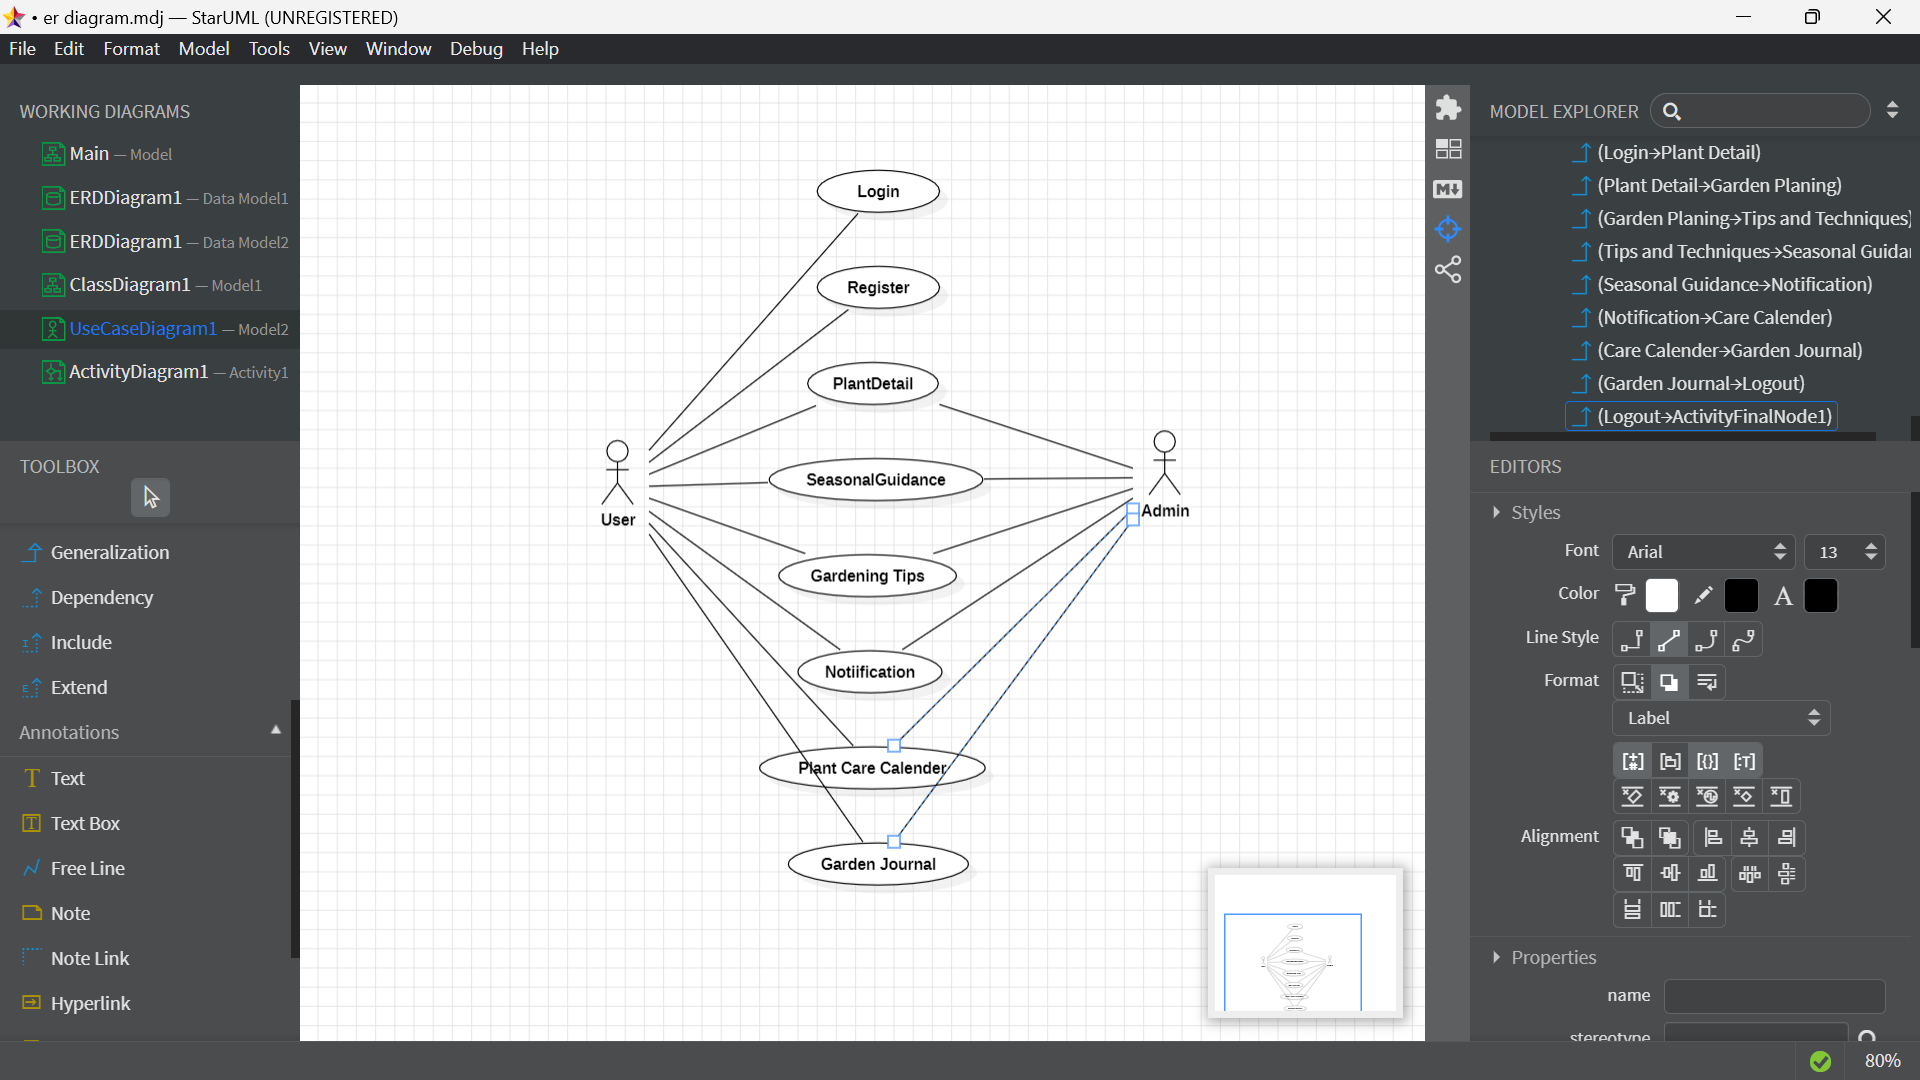 • er diagram.mdj — StarUML (UNREGISTERED)
File Edit Format Model Tools View Window Debug Help
WORKING DIAGRAMS
Main — Model
ERDDiagram1 — Data Model1
ERDDiagram1 — Data Model2
ClassDiagram1 — Model1
UseCaseDiagram1 — Model2
ActivityDiagram1 — Activity1
TOOLBOX
Generalization
Dependency
Include
Extend
Annotations
Text
Text Box
Free Line
Note
Note Link
Hyperlink
Login
Register
PlantDetail
SeasonalGuidance
Gardening Tips
Notiification
Plant Care Calender
Garden Journal
User
Admin
MODEL EXPLORER
(Login→Plant Detail)
(Plant Detail→Garden Planing)
(Garden Planing→Tips and Techniques)
(Tips and Techniques→Seasonal Guida
(Seasonal Guidance→Notification)
(Notification→Care Calender)
(Care Calender→Garden Journal)
(Garden Journal→Logout)
(Logout→ActivityFinalNode1)
EDITORS
Styles
Font Arial 13
Color A
Line Style
Format
Label
Alignment
Properties
name
stereotype
80%